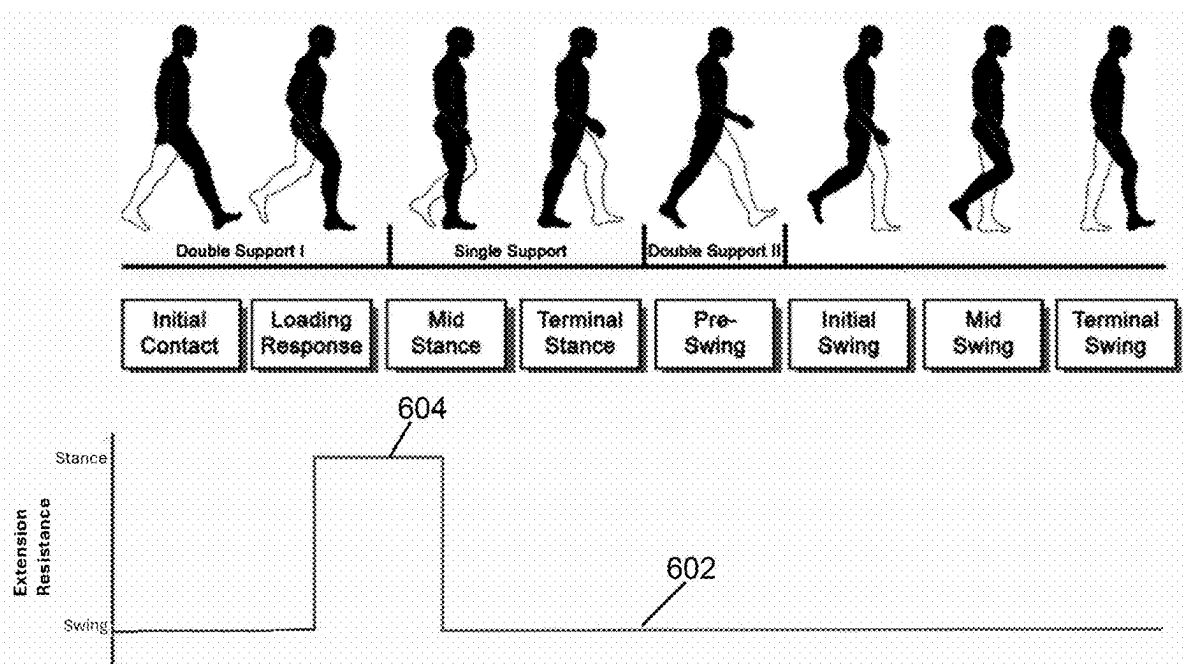 Double Support I
Single Support
Double Support II
Initial
Contact
Loading
Response
Mid
Stance
Terminal
Stance
Pre-
Swing
Initial
Swing
Mid
Swing
Terminal
Swing
604
Stance
Extension
Resistance
602
Swing